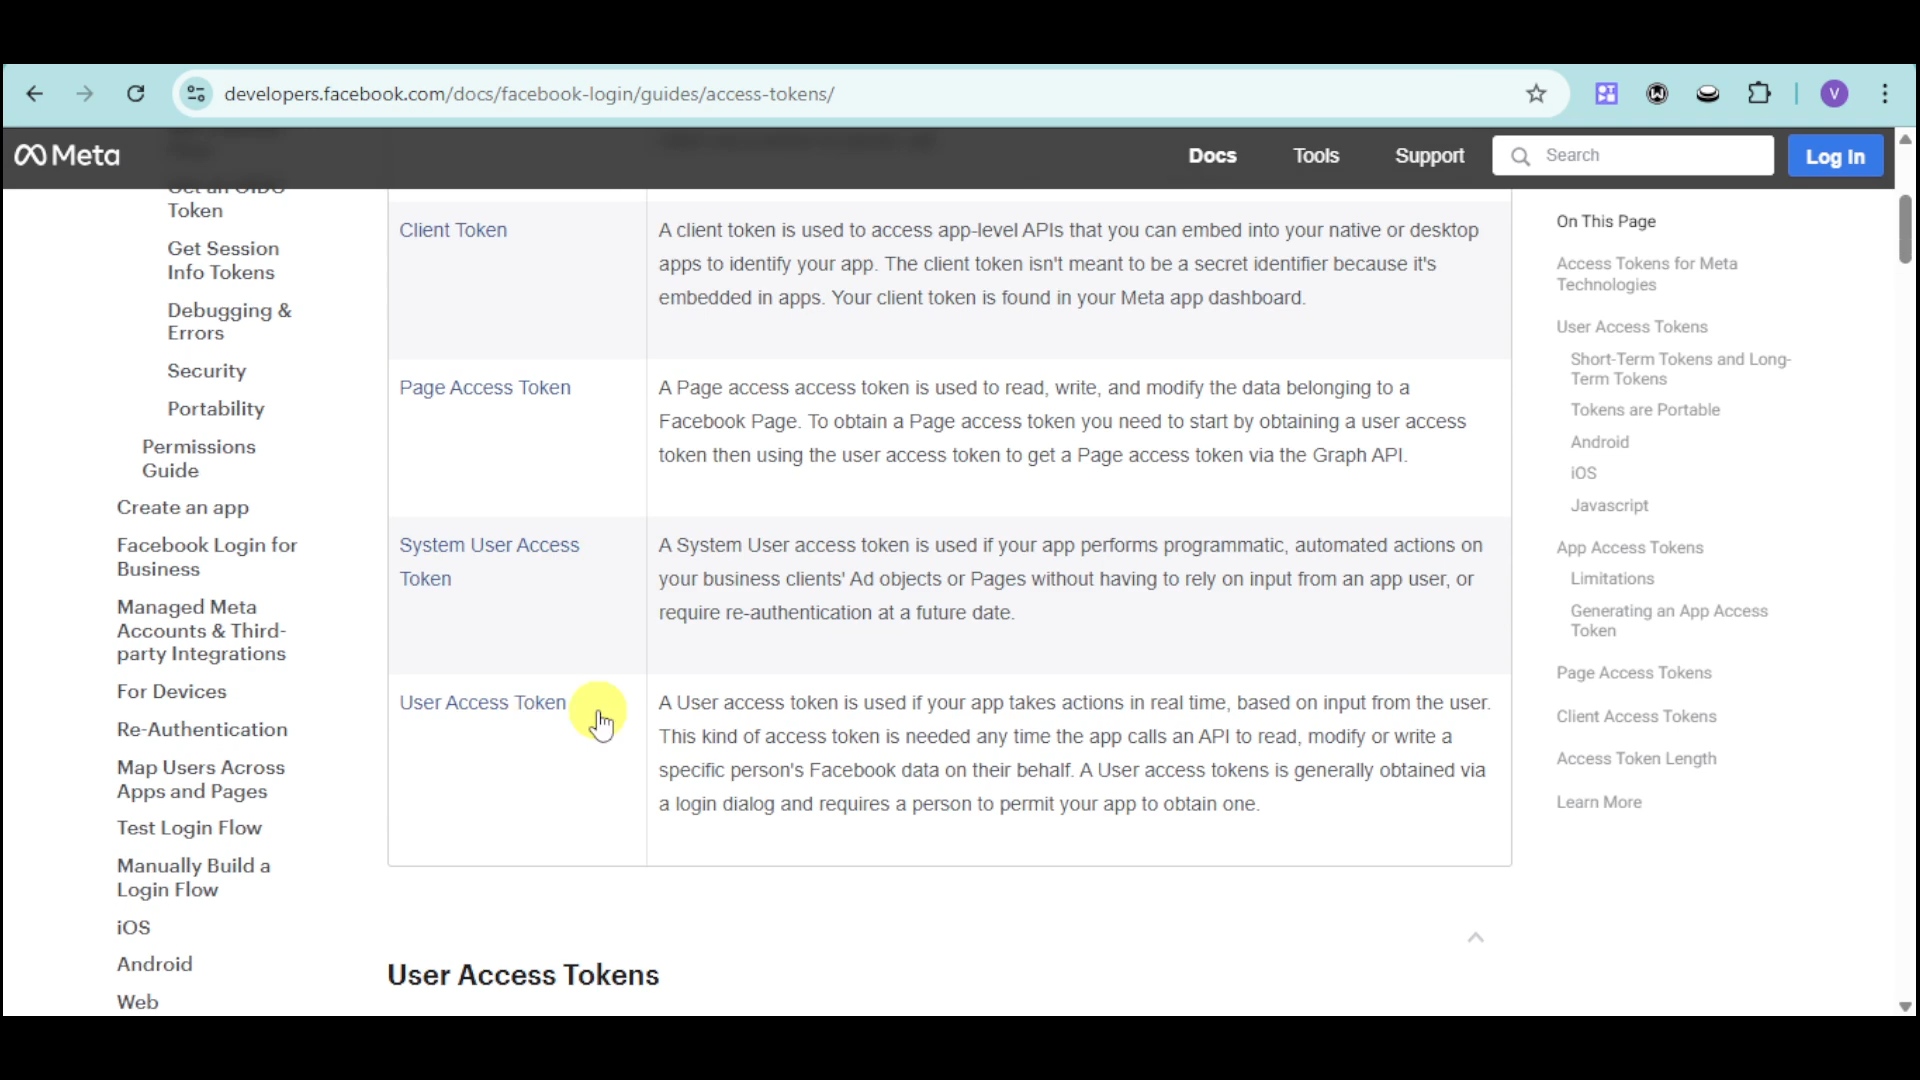 developers.facebook.com/docs/facebook-login/guides/access-tokens/
V
Meta
Docs
Tools
Support
Search
Log In
Token
Get Session
Info Tokens
Debugging &
Errors
Security
Portability
Permissions
Guide
Create an app
Facebook Login for
Business
Managed Meta
Accounts & Third-
party Integrations
For Devices
Re-Authentication
Map Users Across
Apps and Pages
Test Login Flow
Manually Build a
Login Flow
iOS
Android
Web
Client Token
A client token is used to access app-level APIs that you can embed into your native or desktop
apps to identify your app. The client token isn't meant to be a secret identifier because it's
embedded in apps. Your client token is found in your Meta app dashboard.
Page Access Token
A Page access access token is used to read, write, and modify the data belonging to a
Facebook Page. To obtain a Page access token you need to start by obtaining a user access
token then using the user access token to get a Page access token via the Graph API.
System User Access
Token
A System User access token is used if your app performs programmatic, automated actions on
your business clients' Ad objects or Pages without having to rely on input from an app user, or
require re-authentication at a future date.
User Access Token
A User access token is used if your app takes actions in real time, based on input from the user.
This kind of access token is needed any time the app calls an API to read, modify or write a
specific person's Facebook data on their behalf. A User access tokens is generally obtained via
a login dialog and requires a person to permit your app to obtain one.
User Access Tokens
On This Page
Access Tokens for Meta
Technologies
User Access Tokens
Short-Term Tokens and Long-
Term Tokens
Tokens are Portable
Android
iOS
Javascript
App Access Tokens
Limitations
Generating an App Access
Token
Page Access Tokens
Client Access Tokens
Access Token Length
Learn More